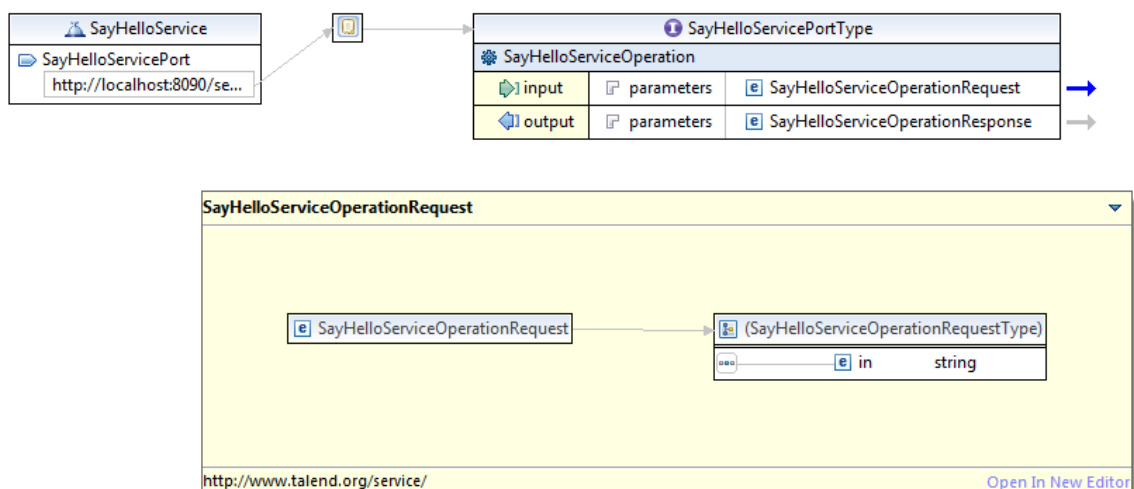 SayHelloService
SayHelloServicePort
http://localhost:8090/se...
SayHelloServicePortType
SayHelloServiceOperation
input parameters e SayHelloServiceOperationRequest
output parameters e SayHelloServiceOperationResponse
SayHelloServiceOperationRequest
e SayHelloServiceOperationRequest
(SayHelloServiceOperationRequestType)
e in string
http://www.talend.org/service/
Open In New Editor